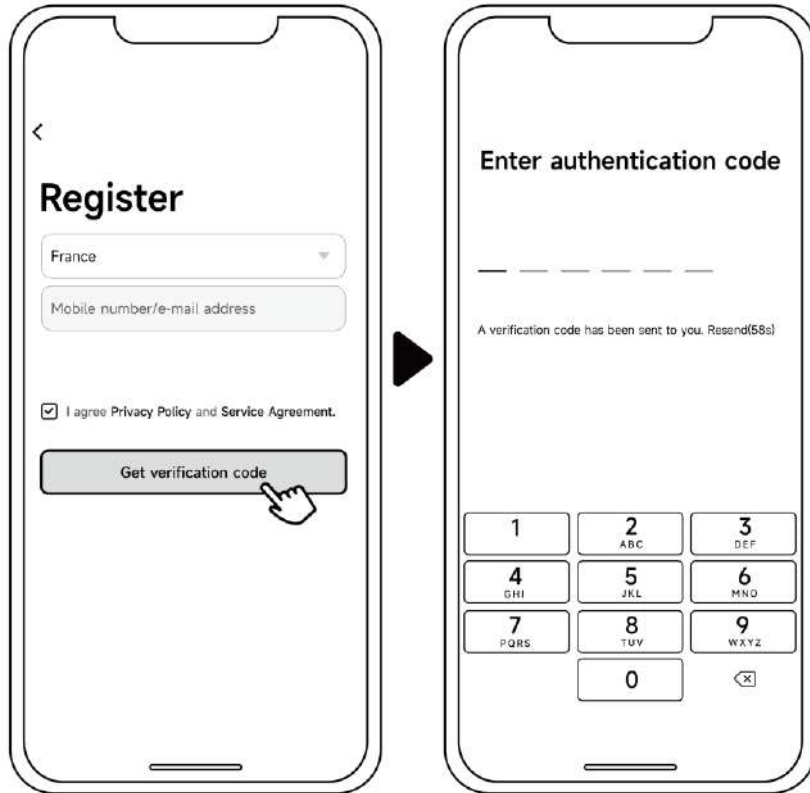 Register
France
Mobile number/e-mail address
I agree Privacy Policy and Service Agreement.
Get verification code
Enter authentication code
A verification code has been sent to you. Resend(58s)
1
2
ABC
3
DEF
4
GHI
5
JKL
6
MNO
7
PQRS
8
TUV
9
WXYZ
0